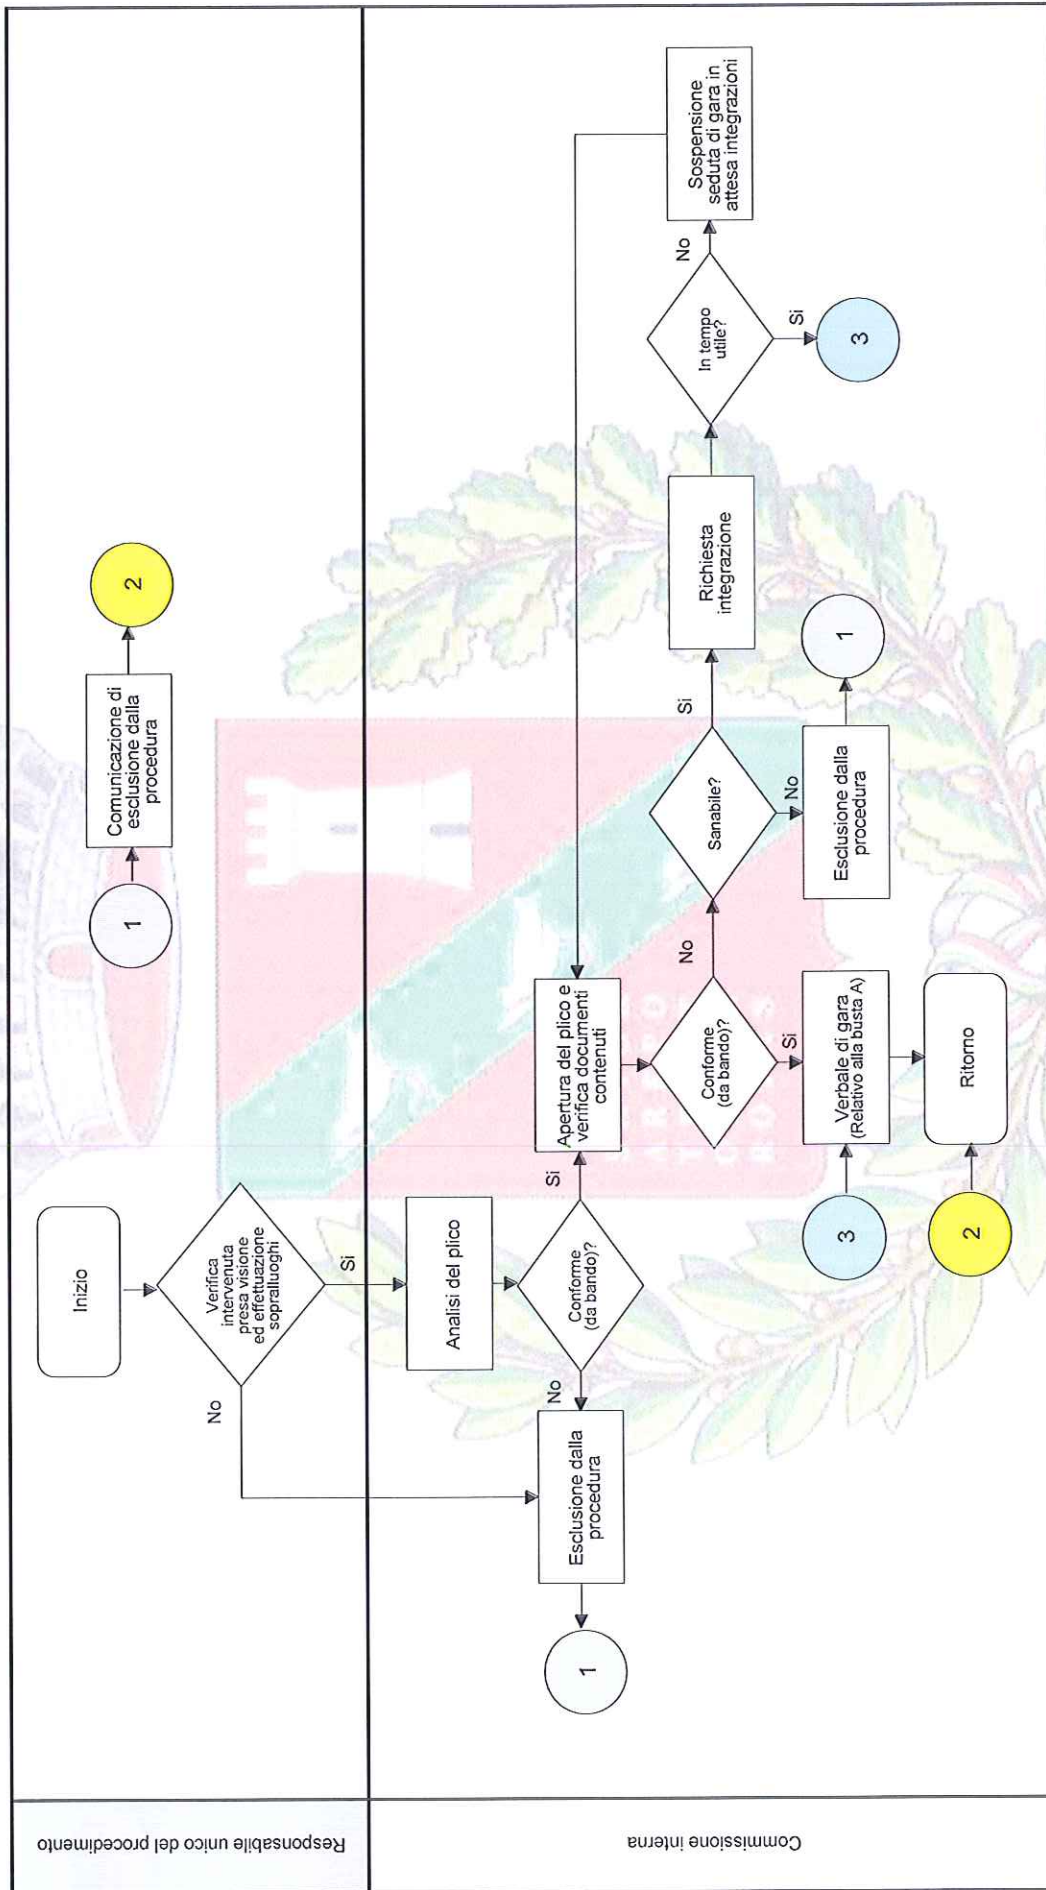 Responsabile unico del procedimento
Inizio
Verifica
intervenuta
presa visione
ed effettuazione
sopralluoghi
No
Si
1
Comunicazione di
esclusione dalla
procedura
2
Commissione interna
Analisi del plico
Conforme
(da bando)?
No
Si
Esclusione dalla
procedura
1
Apertura del plico e
verifica documenti
contenuti
Conforme
(da bando)?
No
Si
Sanabile?
Si
No
Richiesta
integrazione
In tempo
utile?
No
Si
Sospensione
seduta di gara in
attesa integrazioni
3
Esclusione dalla
procedura
1
3
Verbale di gara
(Relativo alla busta A)
2
Ritorno